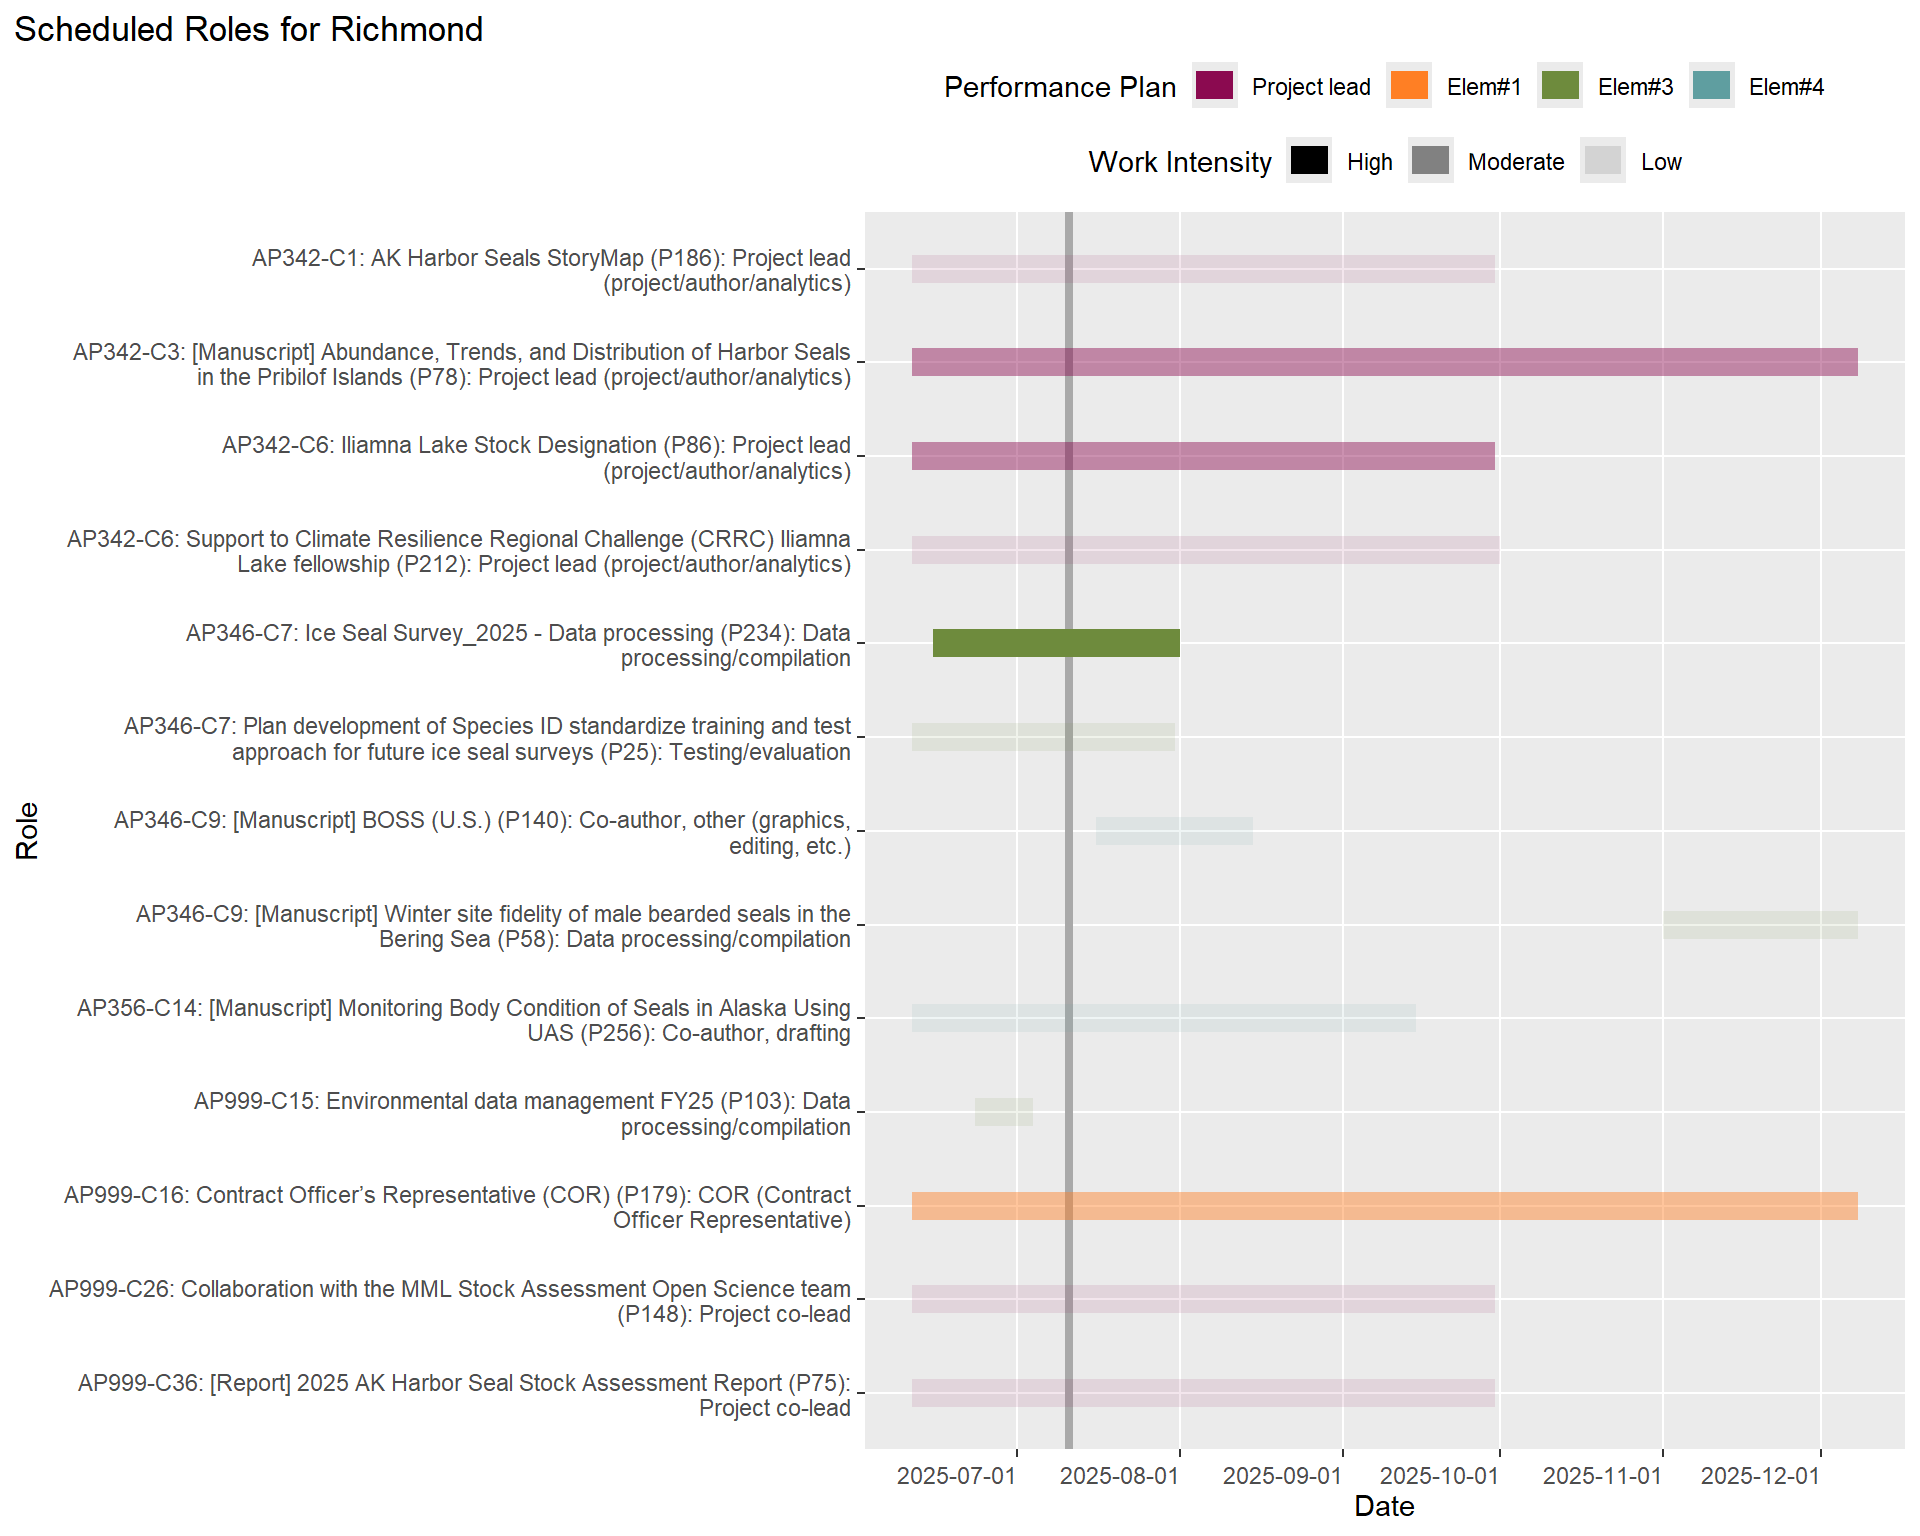 Scheduled Roles for Richmond
Performance Plan Project lead Elem#1 Elem#3 Elem#4
Work Intensity High Moderate Low
AP342-C1: AK Harbor Seals StoryMap (P186): Project lead
(project/author/analytics)
AP342-C3: [Manuscript] Abundance, Trends, and Distribution of Harbor Seals
in the Pribilof Islands (P78): Project lead (project/author/analytics)
AP342-C6: Iliamna Lake Stock Designation (P86): Project lead
(project/author/analytics)
AP342-C6: Support to Climate Resilience Regional Challenge (CRRC) Iliamna
Lake fellowship (P212): Project lead (project/author/analytics)
AP346-C7: Ice Seal Survey_2025 - Data processing (P234): Data
processing/compilation
AP346-C7: Plan development of Species ID standardize training and test
approach for future ice seal surveys (P25): Testing/evaluation
AP346-C9: [Manuscript] BOSS (U.S.) (P140): Co-author, other (graphics,
editing, etc.)
AP346-C9: [Manuscript] Winter site fidelity of male bearded seals in the
Bering Sea (P58): Data processing/compilation
AP356-C14: [Manuscript] Monitoring Body Condition of Seals in Alaska Using
UAS (P256): Co-author, drafting
AP999-C15: Environmental data management FY25 (P103): Data
processing/compilation
AP999-C16: Contract Officer’s Representative (COR) (P179): COR (Contract
Officer Representative)
AP999-C26: Collaboration with the MML Stock Assessment Open Science team
(P148): Project co-lead
AP999-C36: [Report] 2025 AK Harbor Seal Stock Assessment Report (P75):
Project co-lead
Role
2025-07-01 2025-08-01 2025-09-01 2025-10-01 2025-11-01 2025-12-01
Date